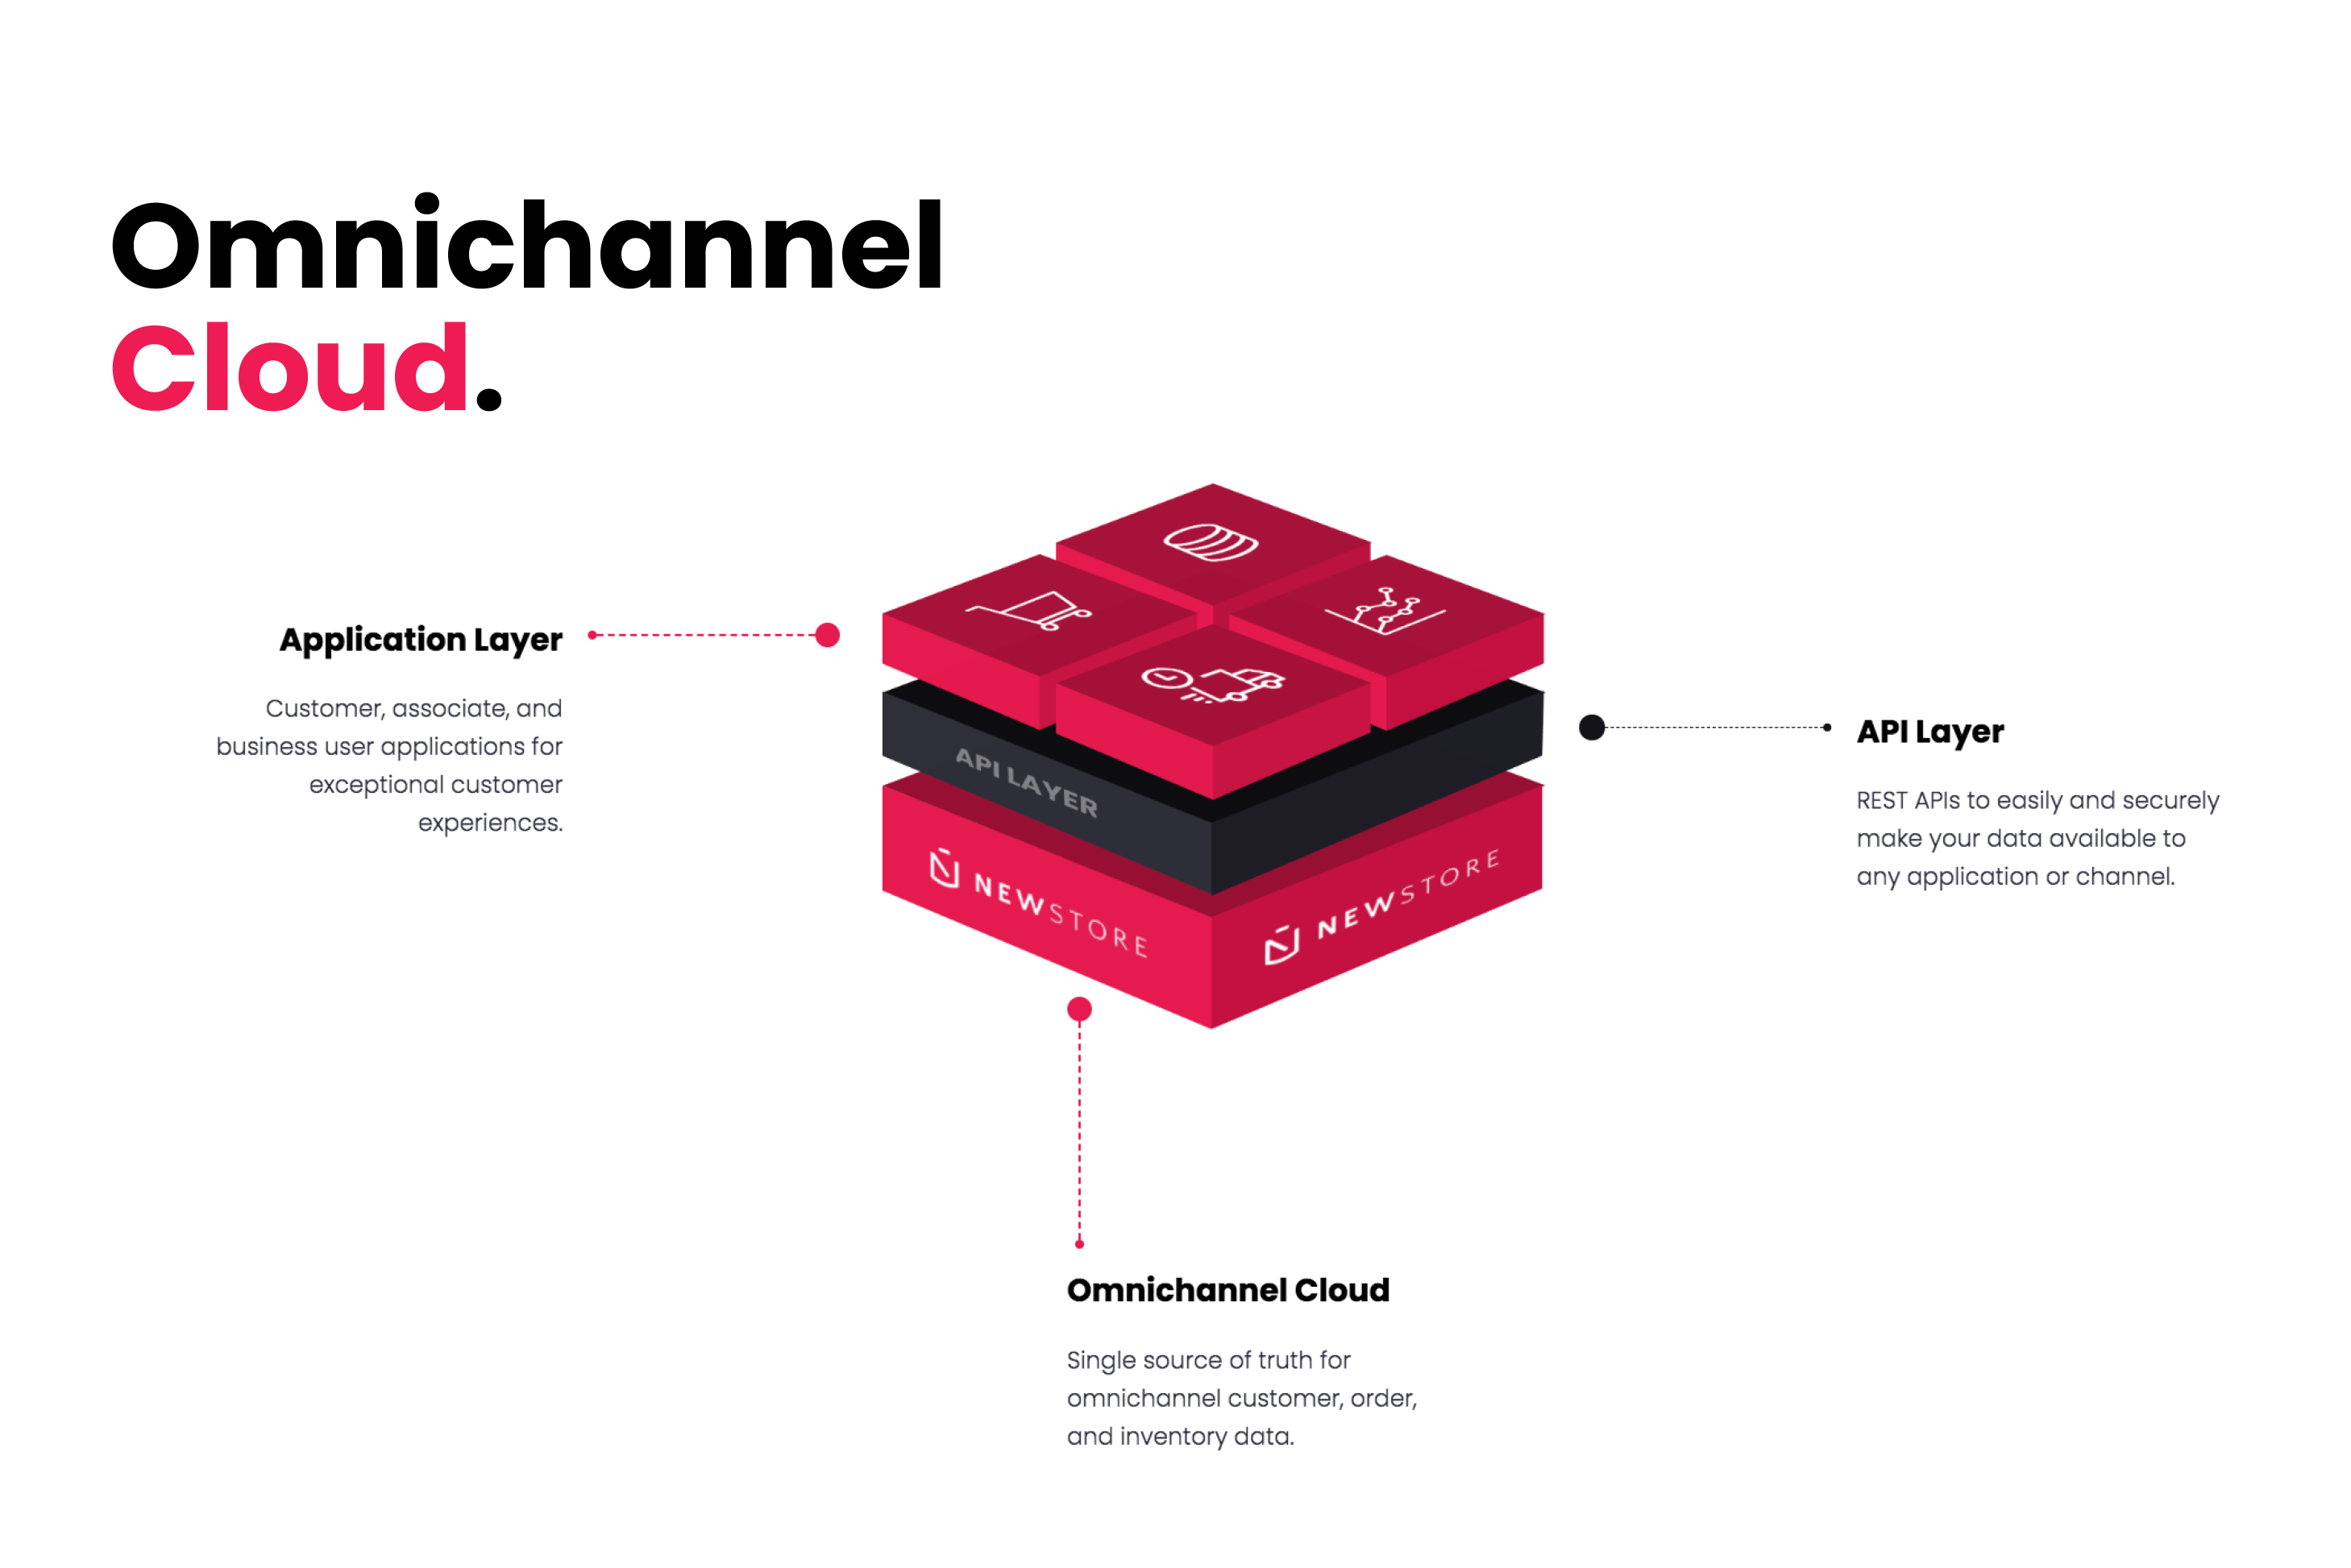 Omnichannel
Cloud.
Application Layer
Customer, associate, and
business user applications for
exceptional customer
experiences.
API LAYER
NEWSTORE
NEWSTORE
API Layer
REST APIs to easily and securely
make your data available to
any application or channel.
Omnichannel Cloud
Single source of truth for
omnichannel customer, order,
and inventory data.